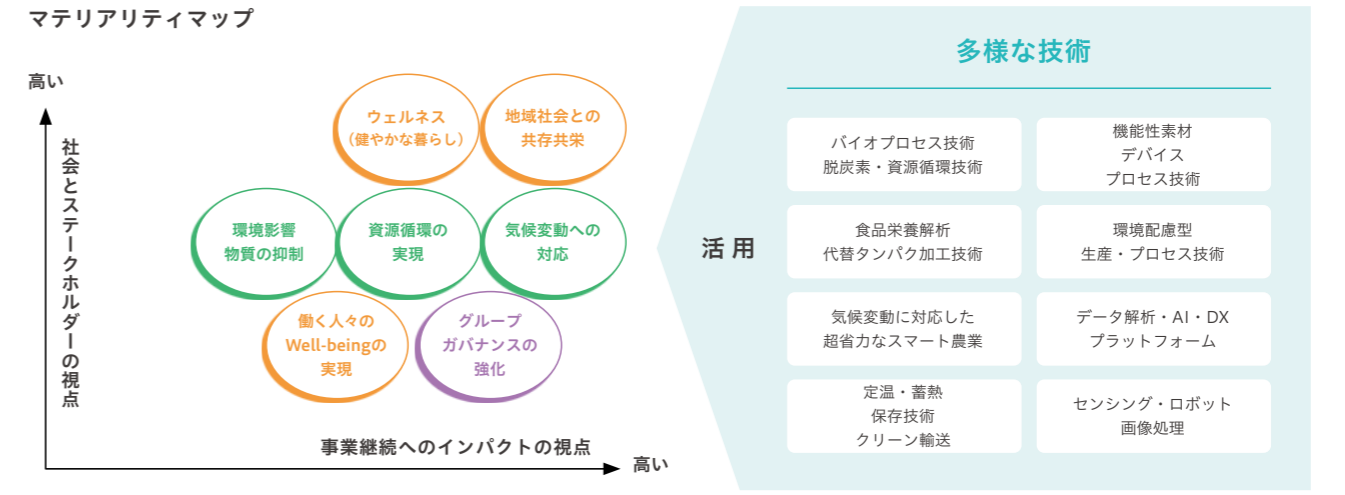 マテリアリティマップ
高い
社会とステークホルダーの視点
ウェルネス
（健やかな暮らし）
地域社会との
共存共栄
環境影響
物質の抑制
資源循環の
実現
気候変動への
対応
働く人々の
Well-beingの
実現
グループ
ガバナンスの
強化
事業継続へのインパクトの視点
高い
活用
多様な技術
バイオプロセス技術
脱炭素・資源循環技術
機能性素材
デバイス
プロセス技術
食品栄養解析
代替タンパク加工技術
環境配慮型
生産・プロセス技術
気候変動に対応した
超省力なスマート農業
データ解析・AI・DX
プラットフォーム
定温・蓄熱
保存技術
クリーン輸送
センシング・ロボット
画像処理